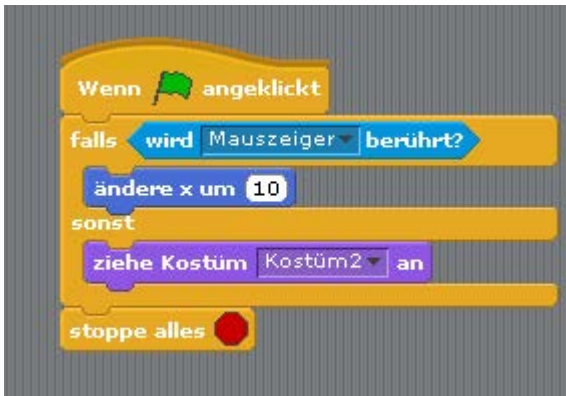 Wenn angeklickt
falls wird Mauszeiger berührt?
ändere x um 10
sonst
ziehe Kostüm Kostüm2 an
stoppe alles